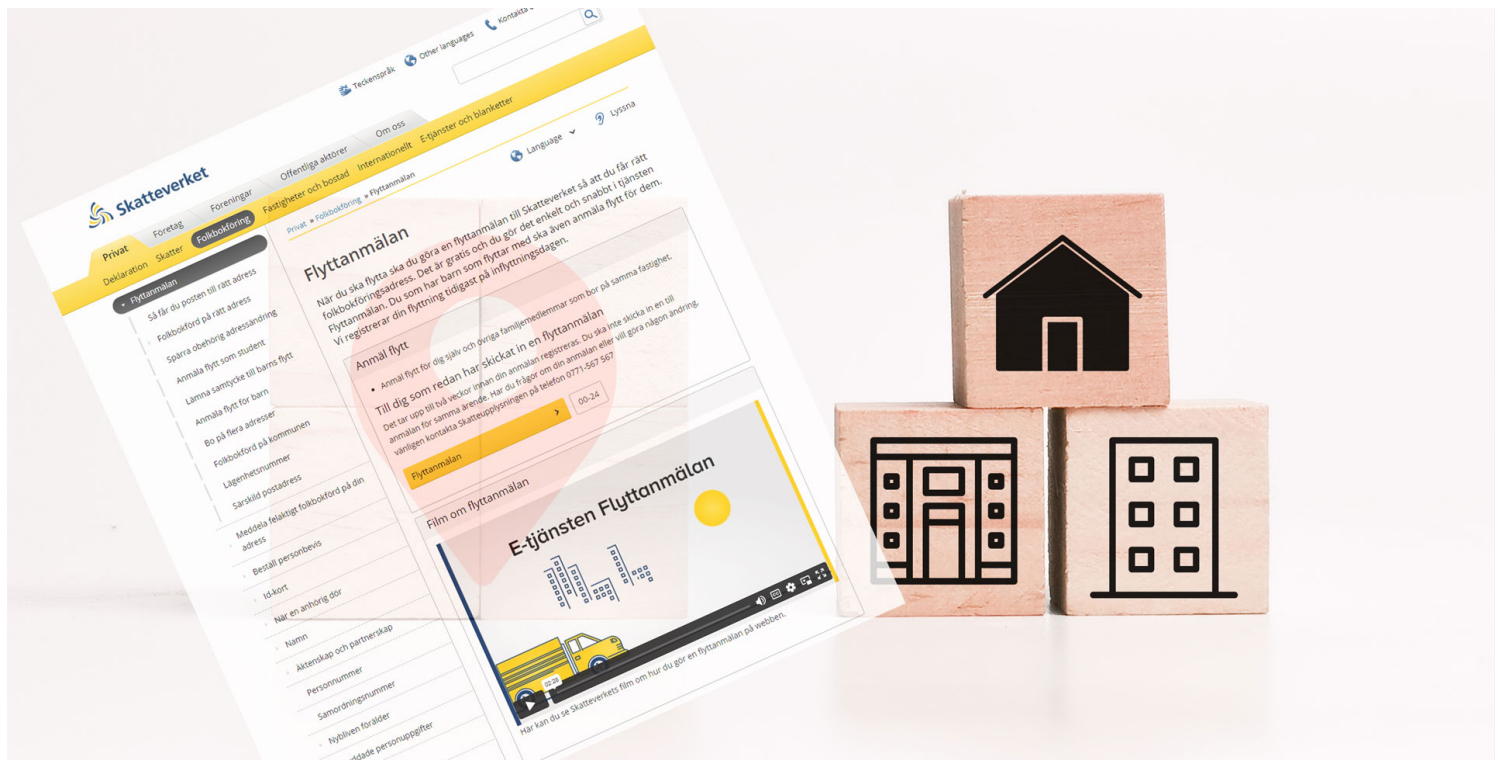 Teckenspråk
Other languages
Kontakta
Skatteverket
Privat
Företag
Föreningar
Offentliga aktörer
Om oss
Deklaration
Skatter
Folkbokföring
Fastigheter och bostad
Internationellt
E-tjänster och blanketter
Privat » Folkbokföring » Flyttanmälan
Language
Lyssna
Flyttanmälan
Så får du posten till rätt adress
Folkbokförd på rätt adress
Spärra obehörig adressändring
Anmäla flytt som student
Lämna samtycke till barns flytt
Anmäla flytt för barn
Bo på flera adresser
Folkbokförd på kommunen
Lägenhetsnummer
Särskild postadress
Meddela felaktigt folkbokförd på din
adress
Beställ personbevis
Id-kort
När en anhörig dör
Namn
Äktenskap och partnerskap
Personnummer
Samordningsnummer
Nybliven förälder
personuppgifter
Flyttanmälan
När du ska flytta ska du göra en flyttanmälan till Skatteverket så att du får rätt
folkbokföringsadress. Det är gratis och du gör det enkelt och snabbt i tjänsten
Flyttanmälan. Du som har barn som flyttar med ska även anmäla flytt för dem.
Vi registrerar din flyttning tidigast på inflyttningsdagen.
Anmäl flytt
• Anmäl flytt för dig själv och övriga familjemedlemmar som bor på samma fastighet.
Till dig som redan har skickat in en flyttanmälan
Det tar upp till två veckor innan din anmälan registreras. Du ska inte skicka in en till
anmälan för samma ärende. Har du frågor om din anmälan eller vill göra någon ändring,
vänligen kontakta Skatteupplysningen på telefon 0771-567 567
Flyttanmälan
00-24
Film om flyttanmälan
E-tjänsten Flyttanmälan
02:28
Här kan du se Skatteverkets film om hur du gör en flyttanmälan på webben.